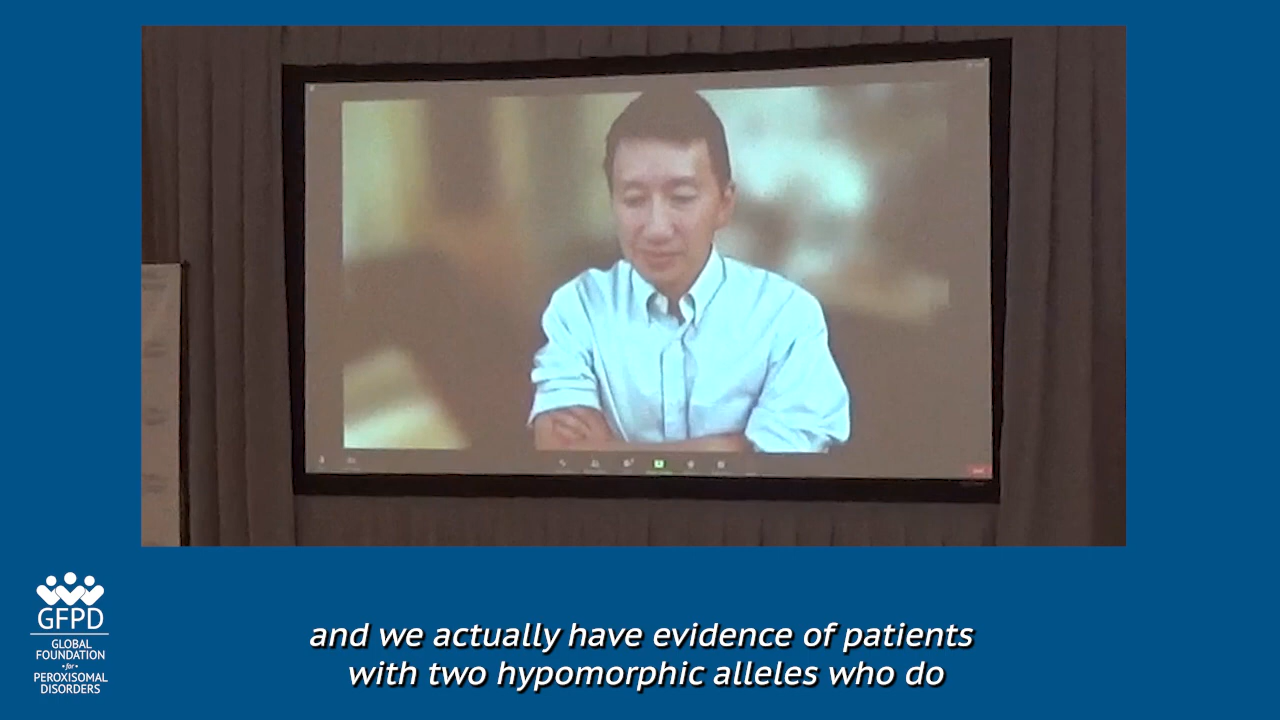 GFPD
GLOBAL
FOUNDATION
-for-
PEROXISOMAL
DISORDERS
and we actually have evidence of patients
with two hypomorphic alleles who do